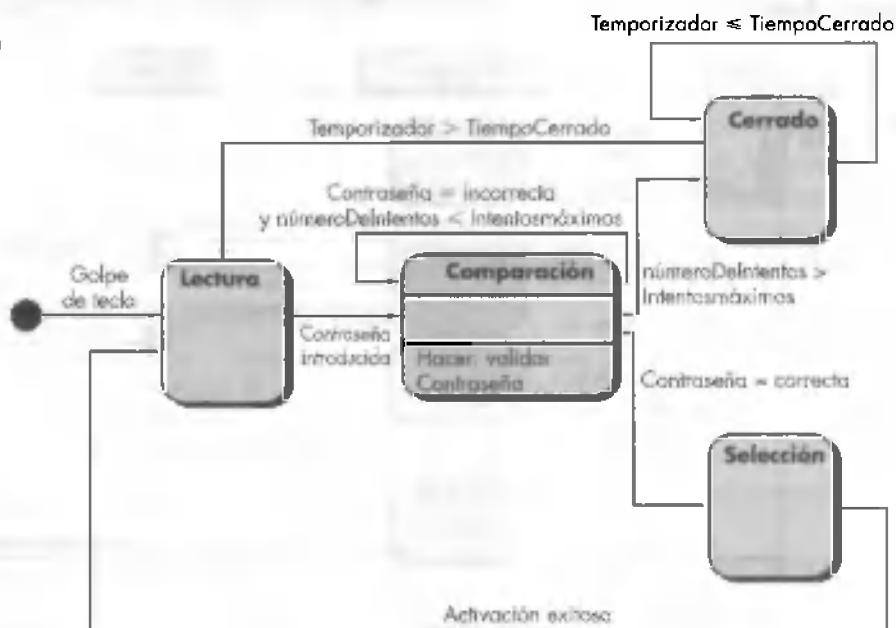 Temporizador ≤ TiempoCerrado
Cerrado
Temporizador > TiempoCerrado
Contraseña = incorrecta
y númeroDeIntentos < Intentosmáximos
Golpe
de tecla
Lectura
Comparación
númeroDeIntentos >
Intentosmáximos
Contraseña
introducida
Hacer: validar
Contraseña
Contraseña = correcta
Selección
Activación exitosa